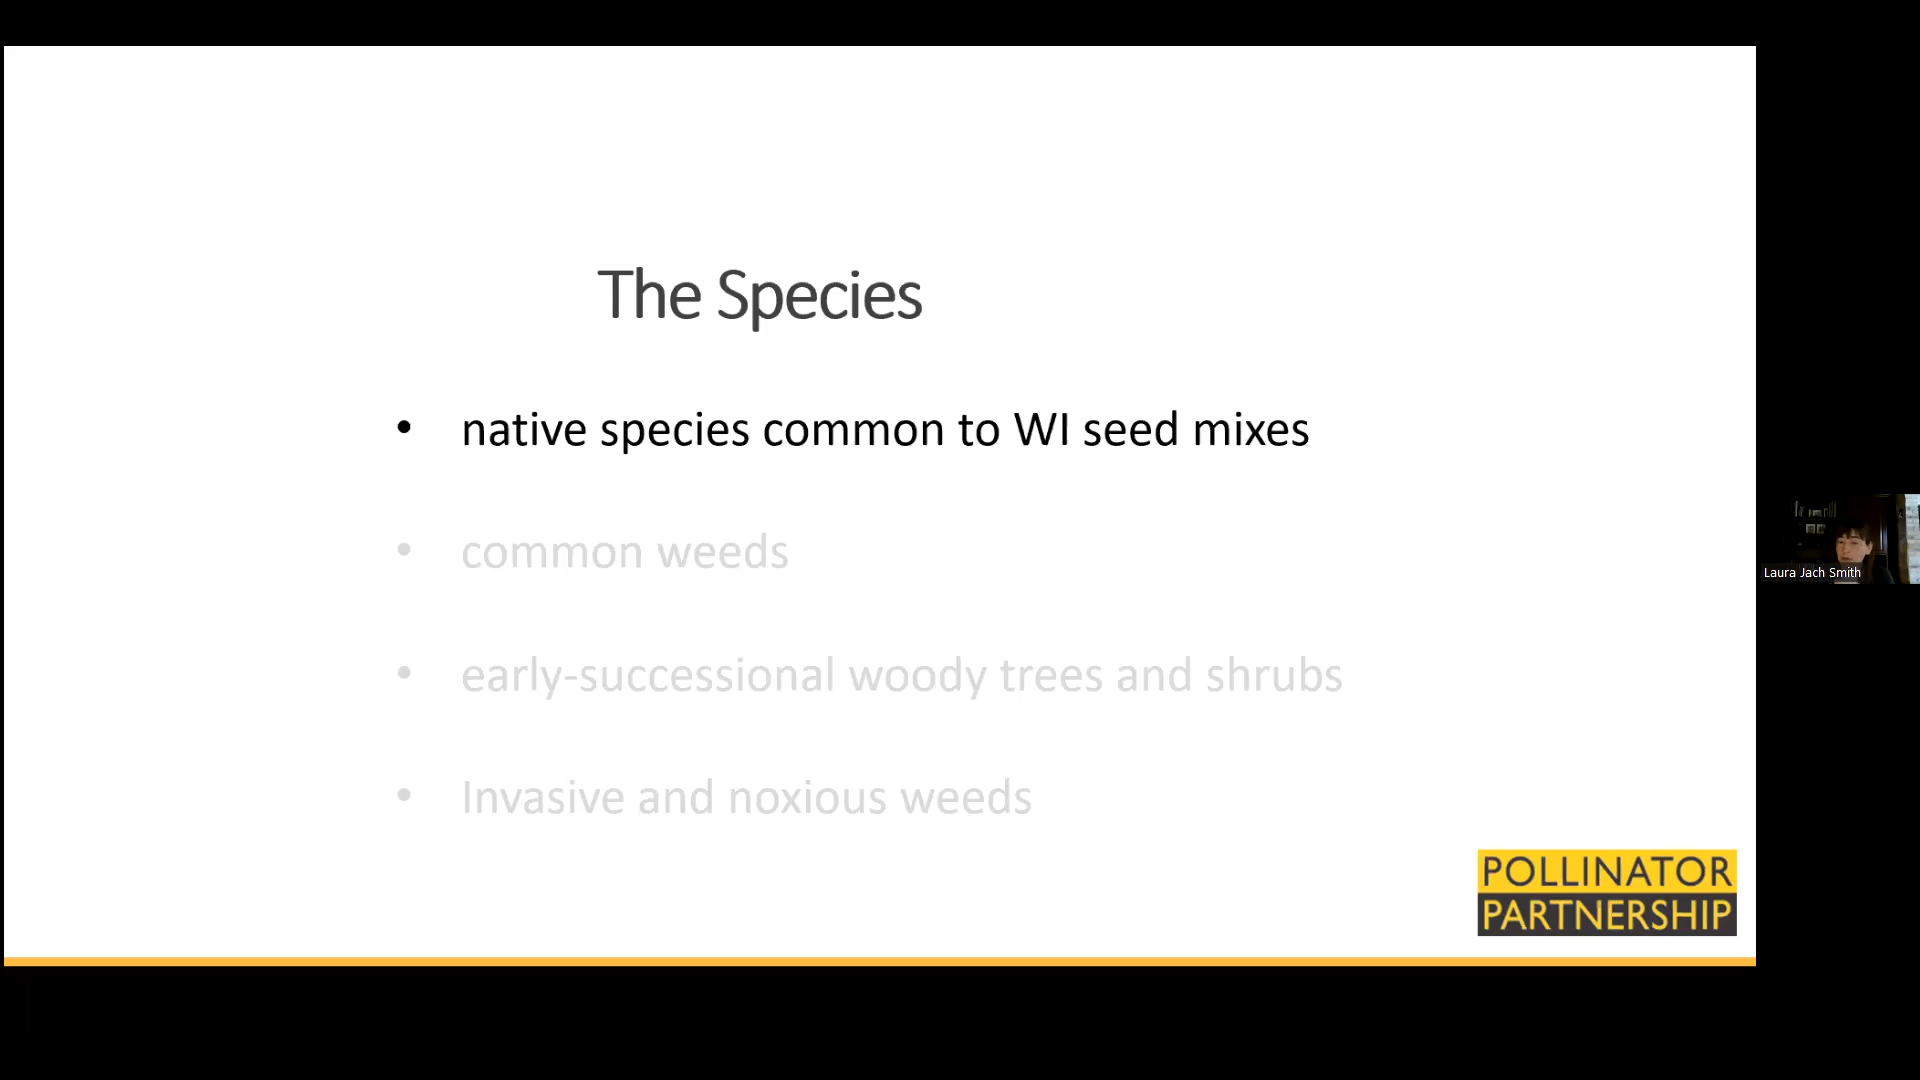 The Species
• native species common to WI seed mixes
• common weeds
• early-successional woody trees and shrubs
• Invasive and noxious weeds
Laura Jach Smith
POLLINATOR
PARTNERSHIP